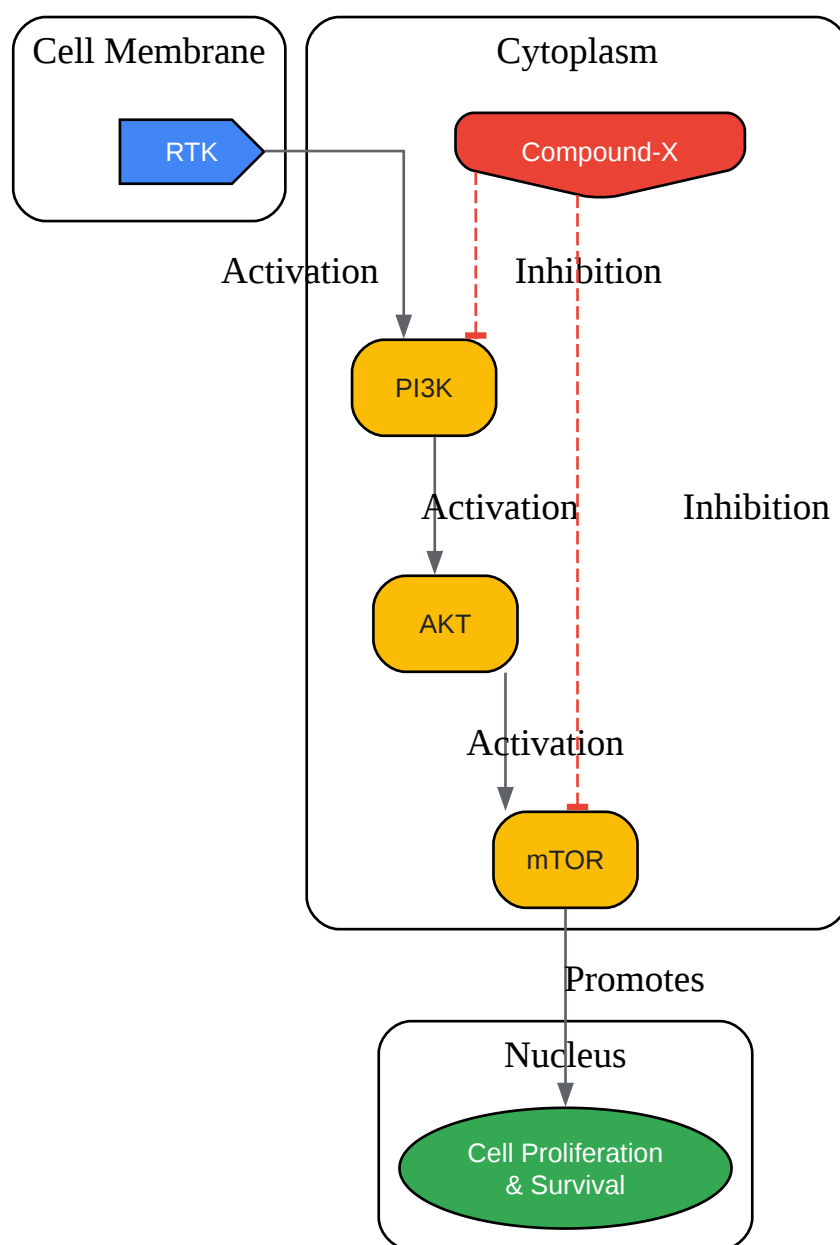 Cell Membrane
Cytoplasm
RTK
Compound-X
Activation
Inhibition
PI3K
Activation
Inhibition
AKT
Activation
mTOR
Promotes
Nucleus
Cell Proliferation
& Survival